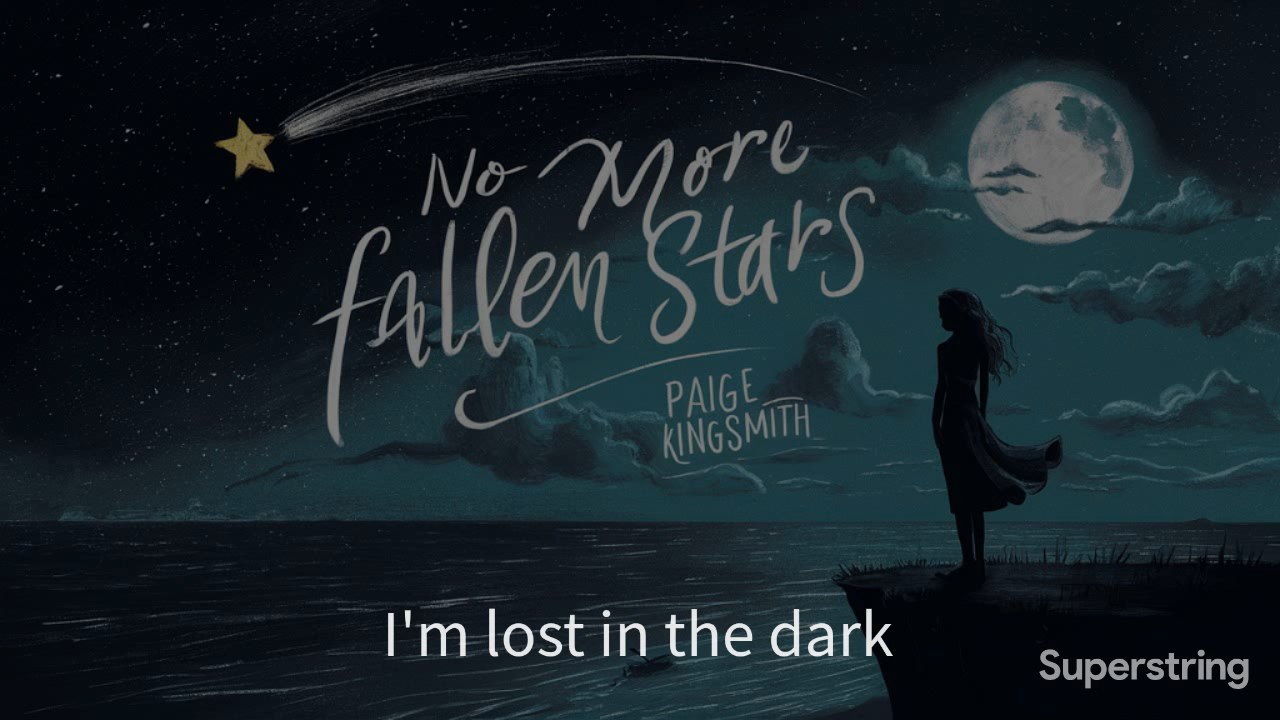 No More
fallen Stars
PAIGE
KINGSMITH
I'm lost in the dark
Superstring